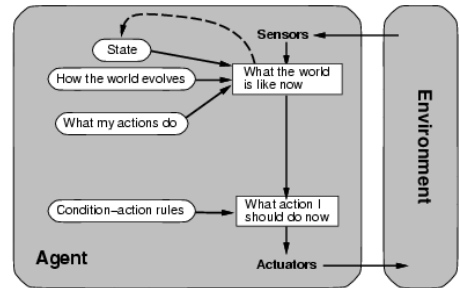 Sensors
State
How the world evolves
What the world
is like now
What my actions do
Condition–action rules
What action I
should do now
Agent
Actuators
Environment